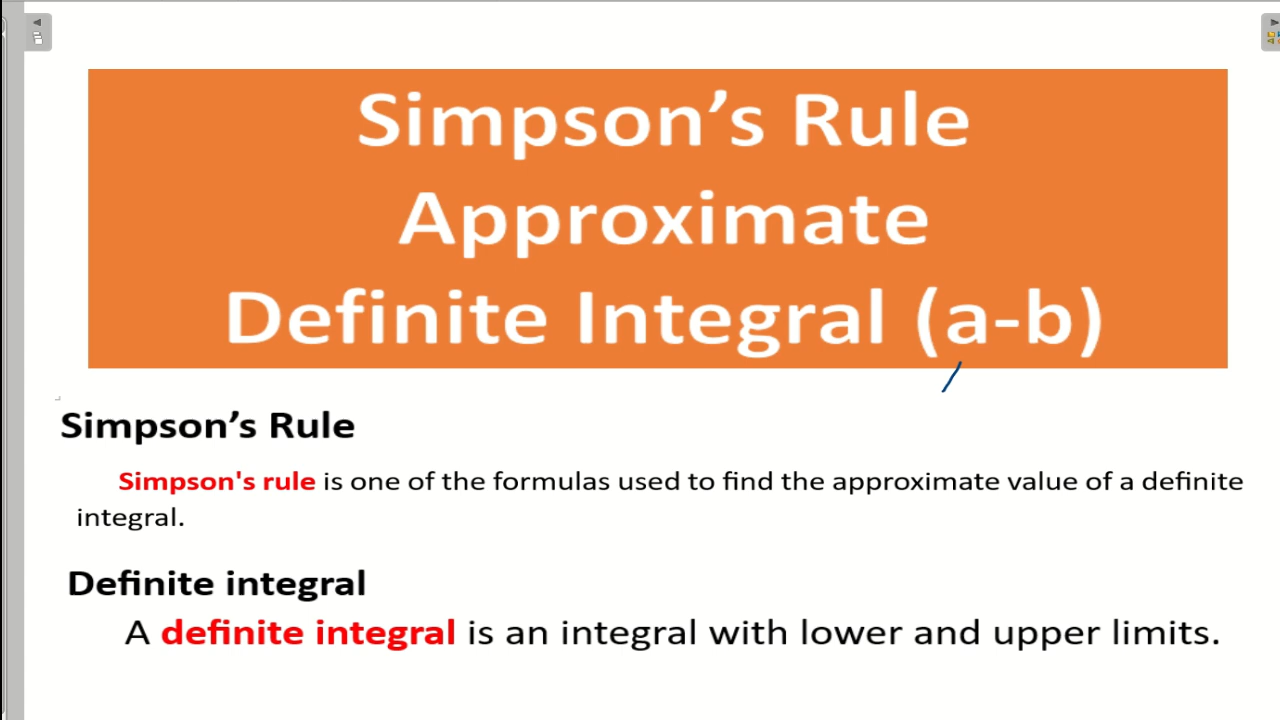 Simpson’s Rule
Approximate
Definite Integral (a-b)
Simpson’s Rule
Simpson's rule is one of the formulas used to find the approximate value of a definite
integral.
Definite integral
A definite integral is an integral with lower and upper limits.